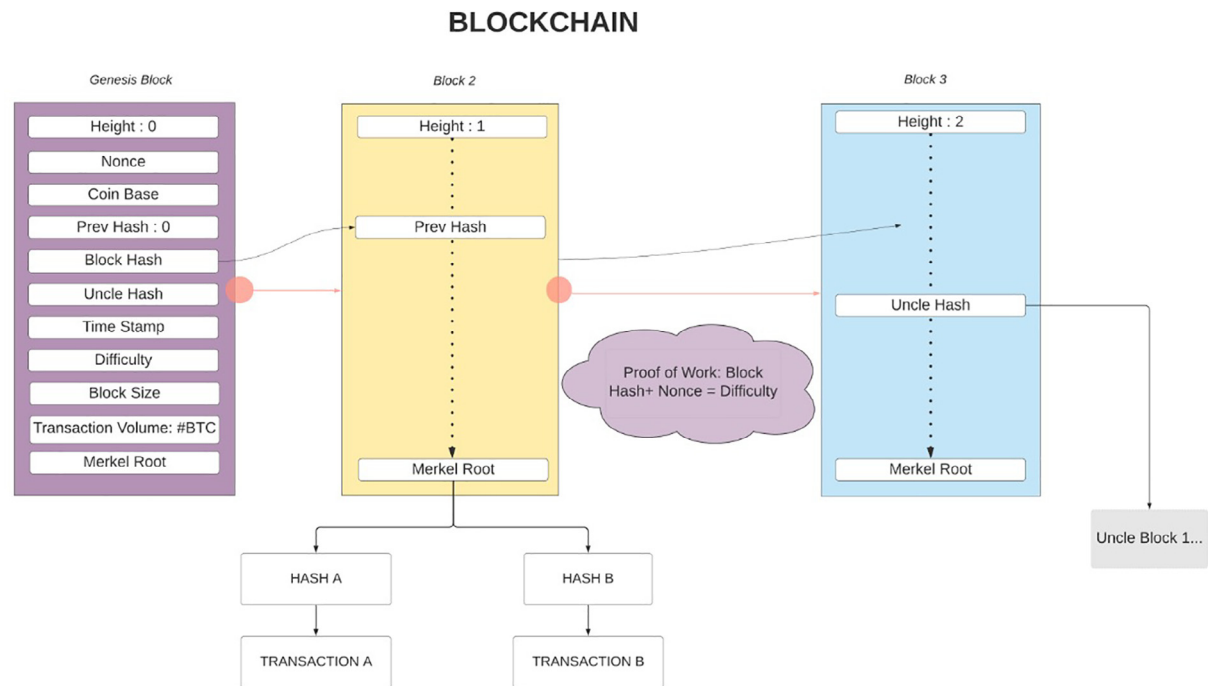 BLOCKCHAIN
Genesis Block
Height : 0
Nonce
Coin Base
Prev Hash : 0
Block Hash
Uncle Hash
Time Stamp
Difficulty
Block Size
Transaction Volume: #BTC
Merkel Root
Block 2
Height : 1
Prev Hash
Merkel Root
HASH A
HASH B
TRANSACTION A
TRANSACTION B
Proof of Work: Block
Hash+ Nonce = Difficulty
Block 3
Height : 2
Uncle Hash
Merkel Root
Uncle Block 1...